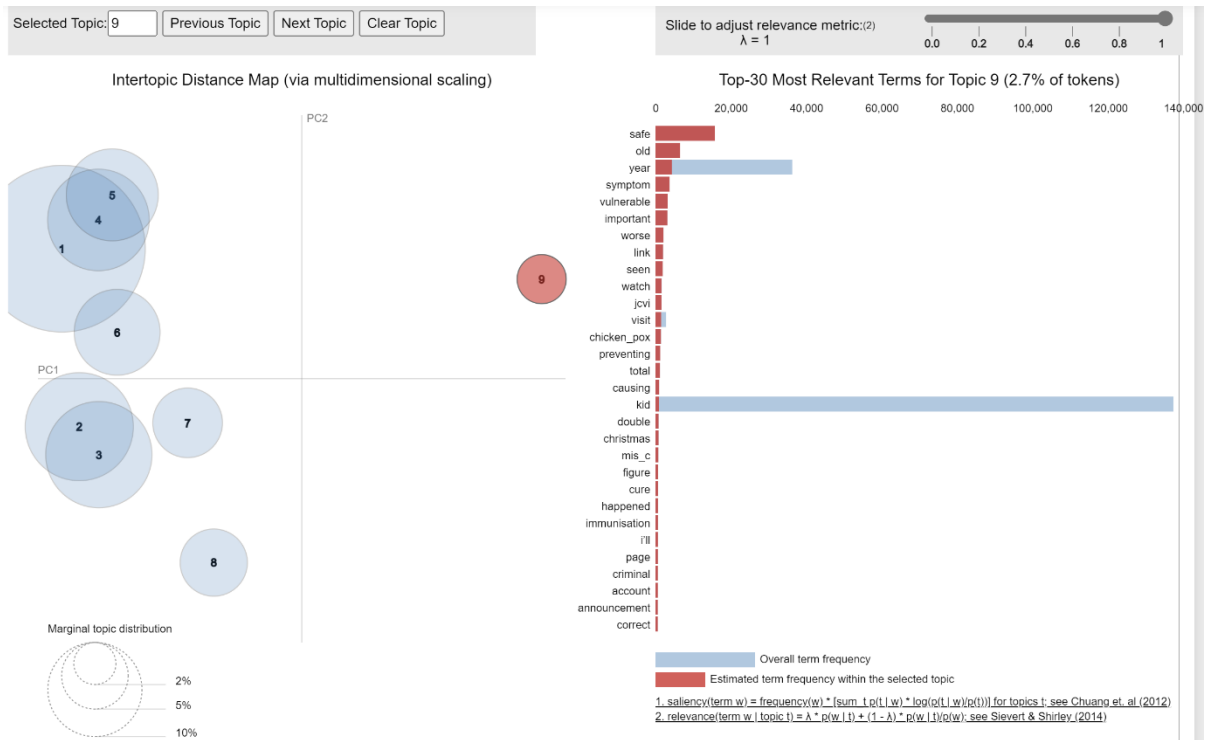 Selected Topic: 9 Previous Topic Next Topic Clear Topic
Slide to adjust relevance metric:(2)
λ = 1
0.0 0.2 0.4 0.6 0.8 1
Intertopic Distance Map (via multidimensional scaling)
PC2
PC1
5
4
1
6
2
3
7
8
9
Marginal topic distribution
2%
5%
10%
Top-30 Most Relevant Terms for Topic 9 (2.7% of tokens)
0 20,000 40,000 60,000 80,000 100,000 120,000 140,000
safe
old
year
symptom
vulnerable
important
worse
link
seen
watch
jcvi
visit
chicken_pox
preventing
total
causing
kid
double
christmas
mis_c
figure
cure
happened
immunisation
i'll
page
criminal
account
announcement
correct
Overall term frequency
Estimated term frequency within the selected topic
1. saliency(term w) = frequency(w) * [sum_t p(t | w) * log(p(t | w)/p(t))] for topics t; see Chuang et. al (2012)
2. relevance(term w | topic t) = λ * p(w | t) + (1 - λ) * p(w | t)/p(w); see Sievert & Shirley (2014)